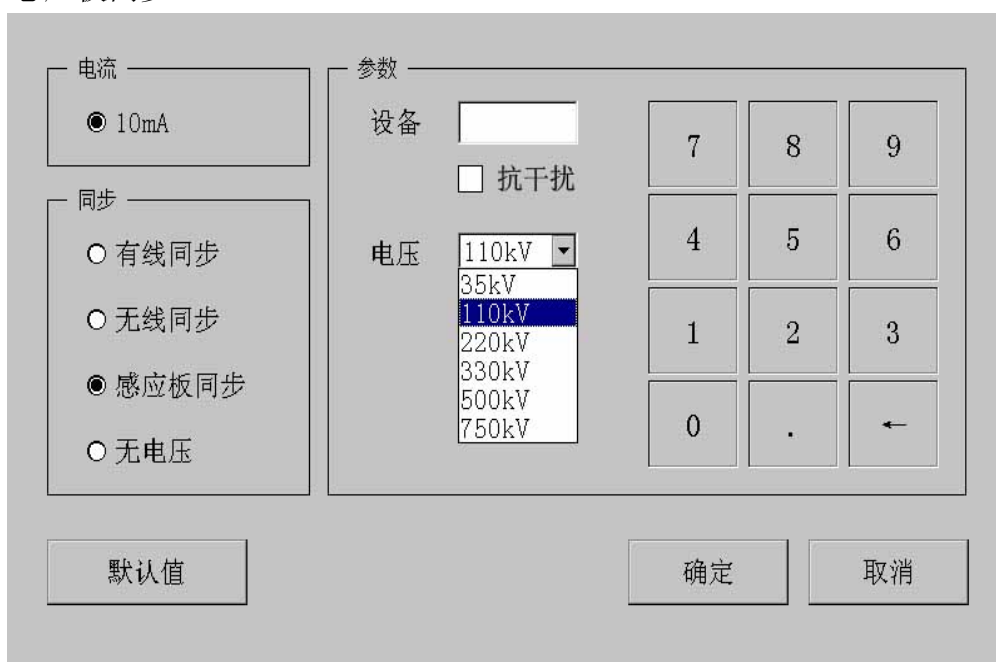 电流
10mA
同步
有线同步
无线同步
感应板同步
无电压
参数
设备
抗干扰
电压
110kV
35kV
110kV
220kV
330kV
500kV
750kV
7 8 9
4 5 6
1 2 3
0 . ←
默认值
确定
取消